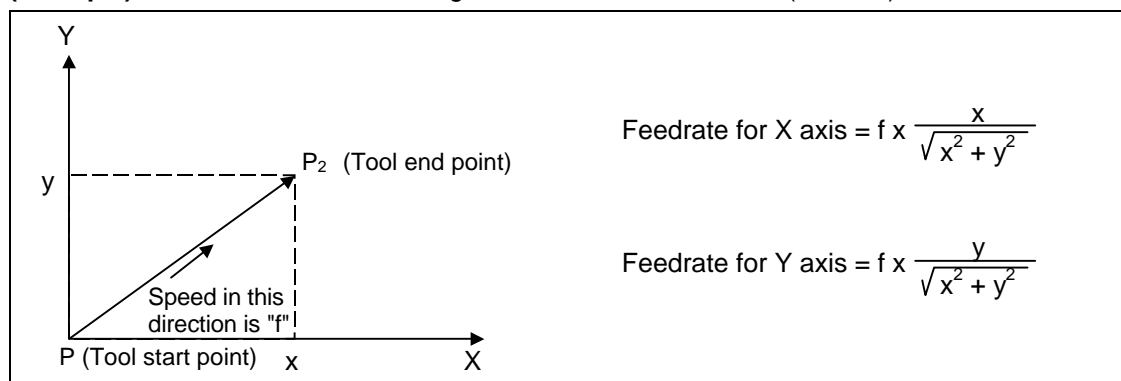 Y
P₂ (Tool end point)
y
Speed in this
direction is "f"
P (Tool start point)
x
X
Feedrate for X axis = f x x / √x² + y²
Feedrate for Y axis = f x y / √x² + y²